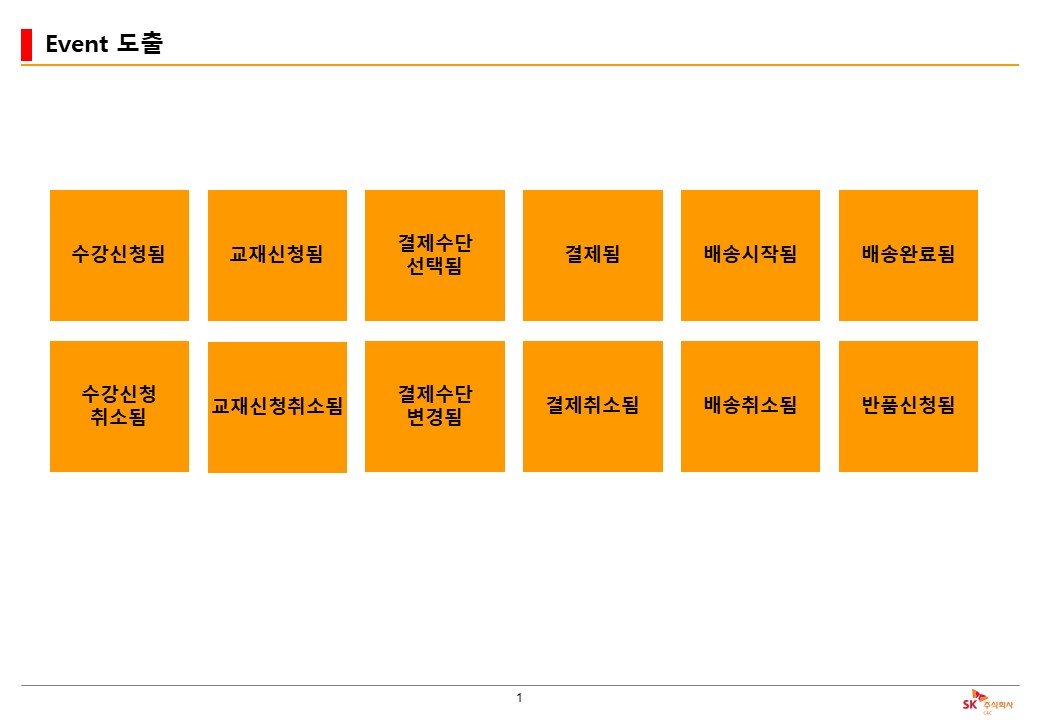 Event 도출
수강신청됨
교재신청됨
결제수단
선택됨
결제됨
배송시작됨
배송완료됨
수강신청
취소됨
교재신청취소됨
결제수단
변경됨
결제취소됨
배송취소됨
반품신청됨
1
SK 주식회사
C&C